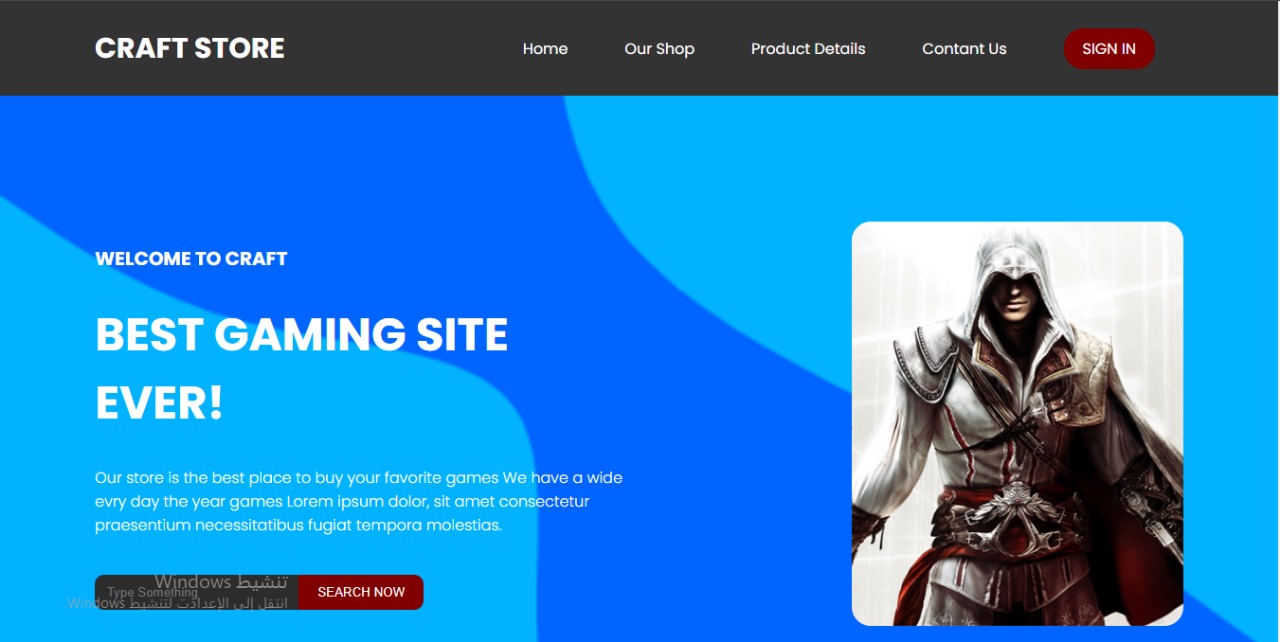 CRAFT STORE
Home
Our Shop
Product Details
Contant Us
SIGN IN
WELCOME TO CRAFT
BEST GAMING SITE
EVER!
Our store is the best place to buy your favorite games We have a wide
evry day the year games Lorem ipsum dolor, sit amet consectetur
praesentium necessitatibus fugiat tempora molestias.
تنشيط Windows
Type Something
SEARCH NOW
انتقل إلى الإعدادات لتنشيط Windows.